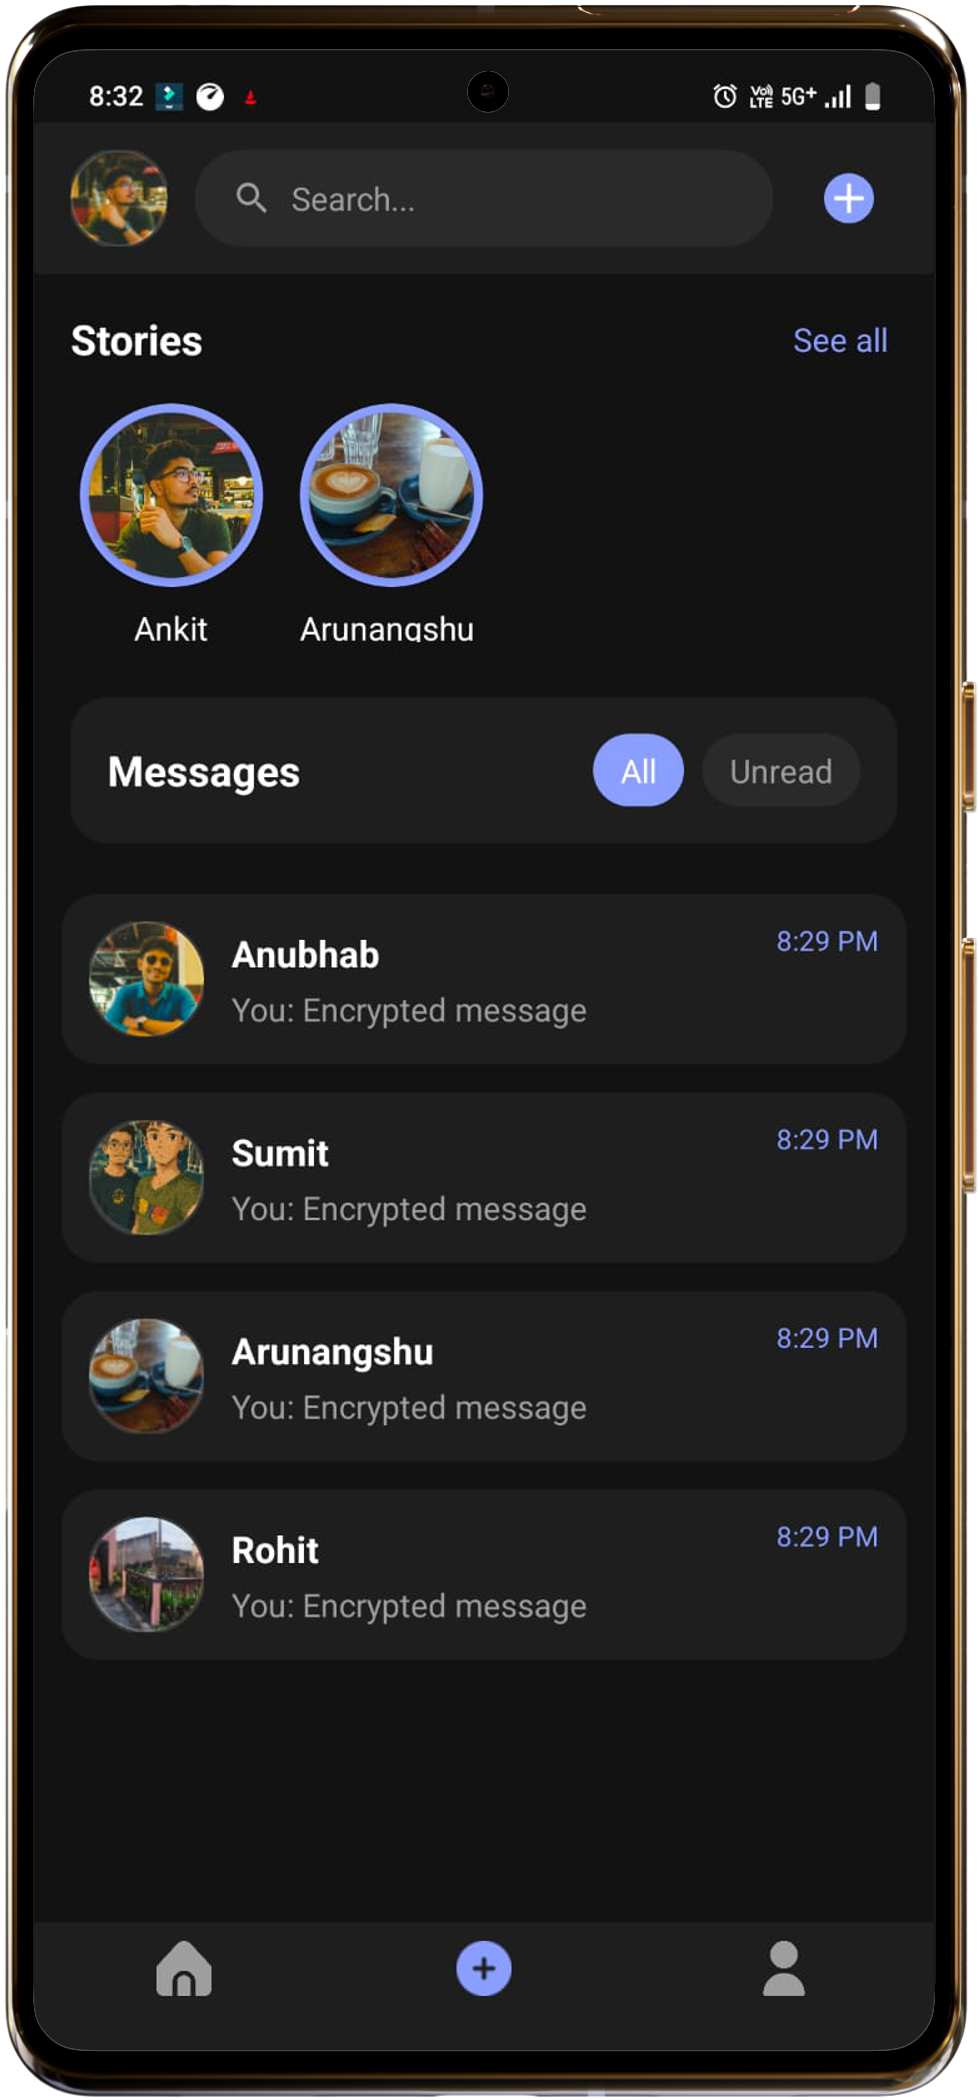 8:32 Vo)) LTE 5G+
Search...
Stories See all
Ankit Arunangshu
Messages All Unread
Anubhab 8:29 PM
You: Encrypted message
Sumit 8:29 PM
You: Encrypted message
Arunangshu 8:29 PM
You: Encrypted message
Rohit 8:29 PM
You: Encrypted message